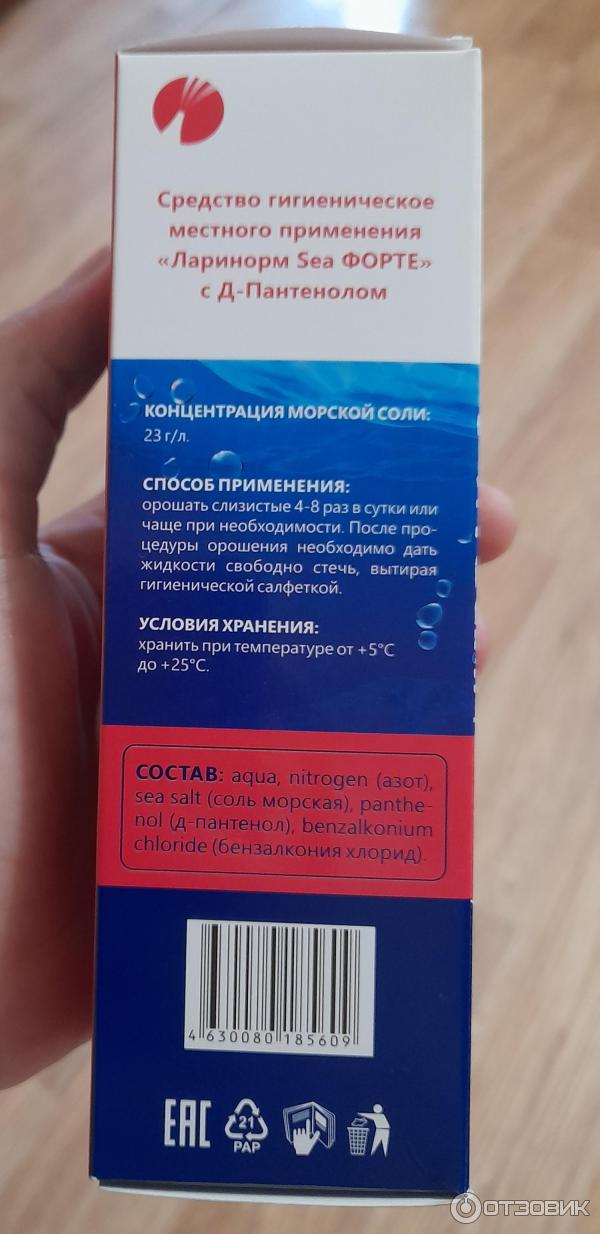 Средство гигиеническое
местного применения
«Ларинорм Sea ФОРТЕ»
с Д-Пантенолом
КОНЦЕНТРАЦИЯ МОРСКОЙ СОЛИ:
23 г/л.
СПОСОБ ПРИМЕНЕНИЯ:
орошать слизистые 4-8 раз в сутки или
чаще при необходимости. После про-
цедуры орошения необходимо дать
жидкости свободно стечь, вытирая
гигиенической салфеткой.
УСЛОВИЯ ХРАНЕНИЯ:
хранить при температуре от +5°C
до +25°C.
СОСТАВ: aqua, nitrogen (азот),
sea salt (соль морская), panthe-
nol (д-пантенол), benzalkonium
chloride (бензалкония хлорид).
4 630080 185609
EAC
21
PAP
ОТЗОВИК